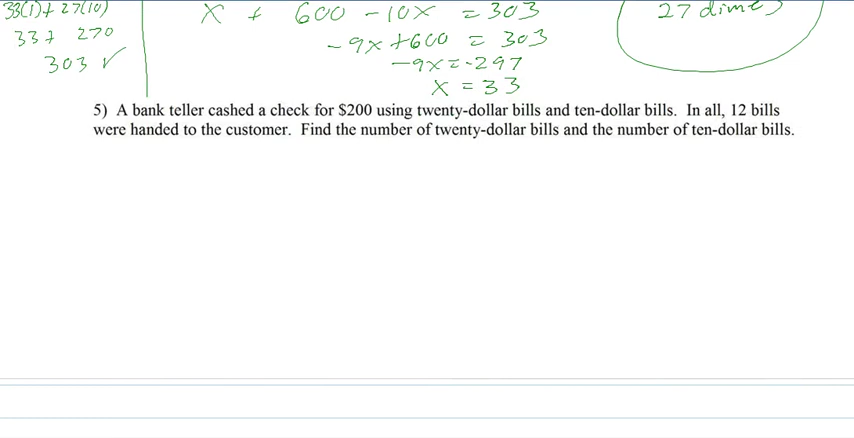 33(1)+ 27(10)
33+ 270
303 ✓
x + 600 - 10x = 303
-9x+600 = 303
-9x=-297
x = 33
27 dimes
5) A bank teller cashed a check for $200 using twenty-dollar bills and ten-dollar bills. In all, 12 bills
were handed to the customer. Find the number of twenty-dollar bills and the number of ten-dollar bills.